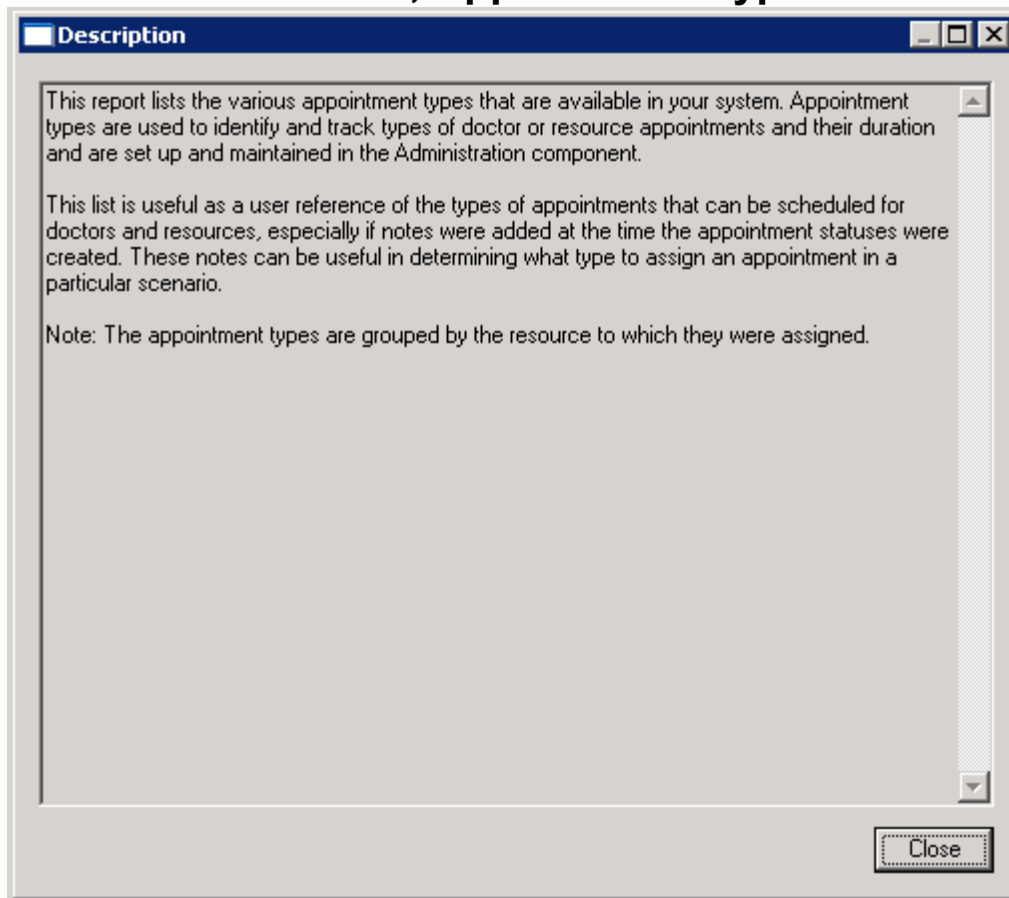 Description
This report lists the various appointment types that are available in your system. Appointment
types are used to identify and track types of doctor or resource appointments and their duration
and are set up and maintained in the Administration component.
This list is useful as a user reference of the types of appointments that can be scheduled for
doctors and resources, especially if notes were added at the time the appointment statuses were
created. These notes can be useful in determining what type to assign an appointment in a
particular scenario.
Note: The appointment types are grouped by the resource to which they were assigned.
Close